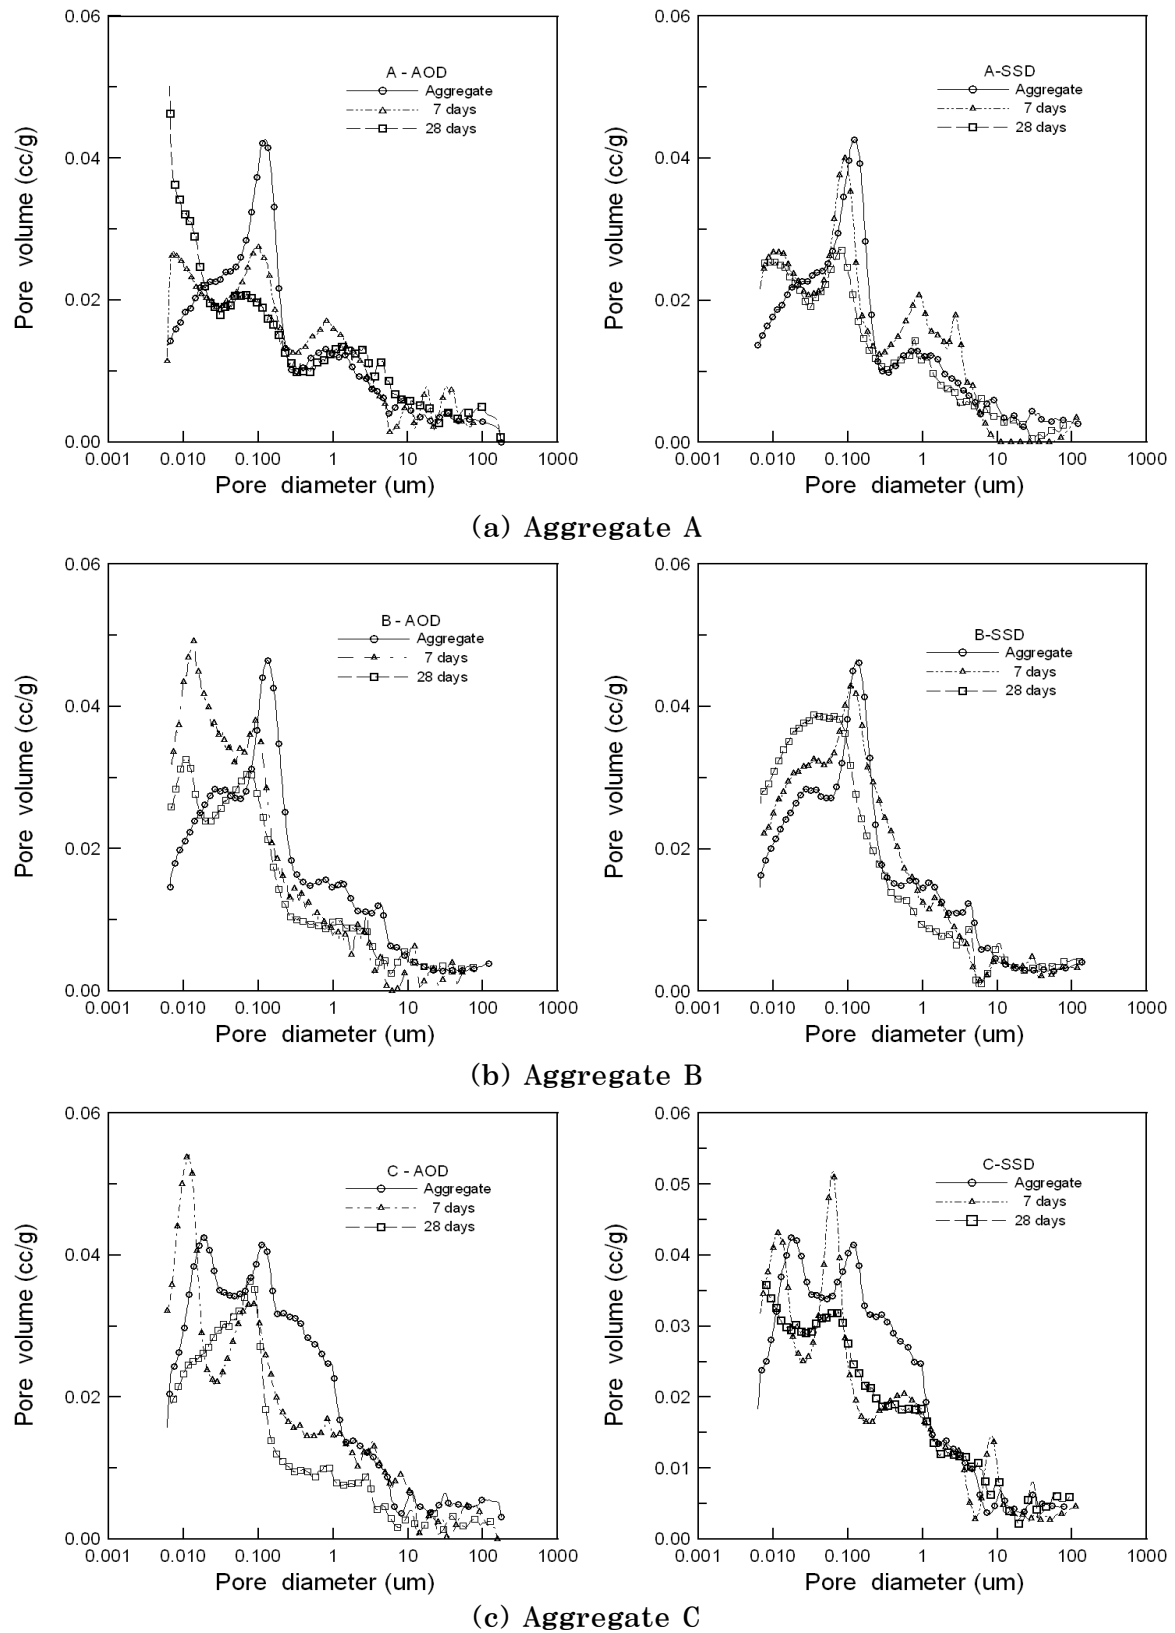 0.06
0.04
0.02
0.00
Pore volume (cc/g)
A - AOD
Aggregate
7 days
28 days
0.001 0.010 0.100 1 10 100 1000
Pore diameter (um)
0.06
0.04
0.02
0.00
Pore volume (cc/g)
A-SSD
Aggregate
7 days
28 days
0.001 0.010 0.100 1 10 100 1000
Pore diameter (um)
(a) Aggregate A
0.06
0.04
0.02
0.00
Pore volume (cc/g)
B - AOD
Aggregate
7 days
28 days
0.001 0.010 0.100 1 10 100 1000
Pore diameter (um)
0.06
0.04
0.02
0.00
Pore volume (cc/g)
B-SSD
Aggregate
7 days
28 days
0.001 0.010 0.100 1 10 100 1000
Pore diameter (um)
(b) Aggregate B
0.06
0.04
0.02
0.00
Pore volume (cc/g)
C - AOD
Aggregate
7 days
28 days
0.001 0.010 0.100 1 10 100 1000
Pore diameter (um)
0.06
0.05
0.04
0.03
0.02
0.01
0.00
Pore volume (cc/g)
C-SSD
Aggregate
7 days
28 days
0.001 0.010 0.100 1 10 100 1000
Pore diameter (um)
(c) Aggregate C